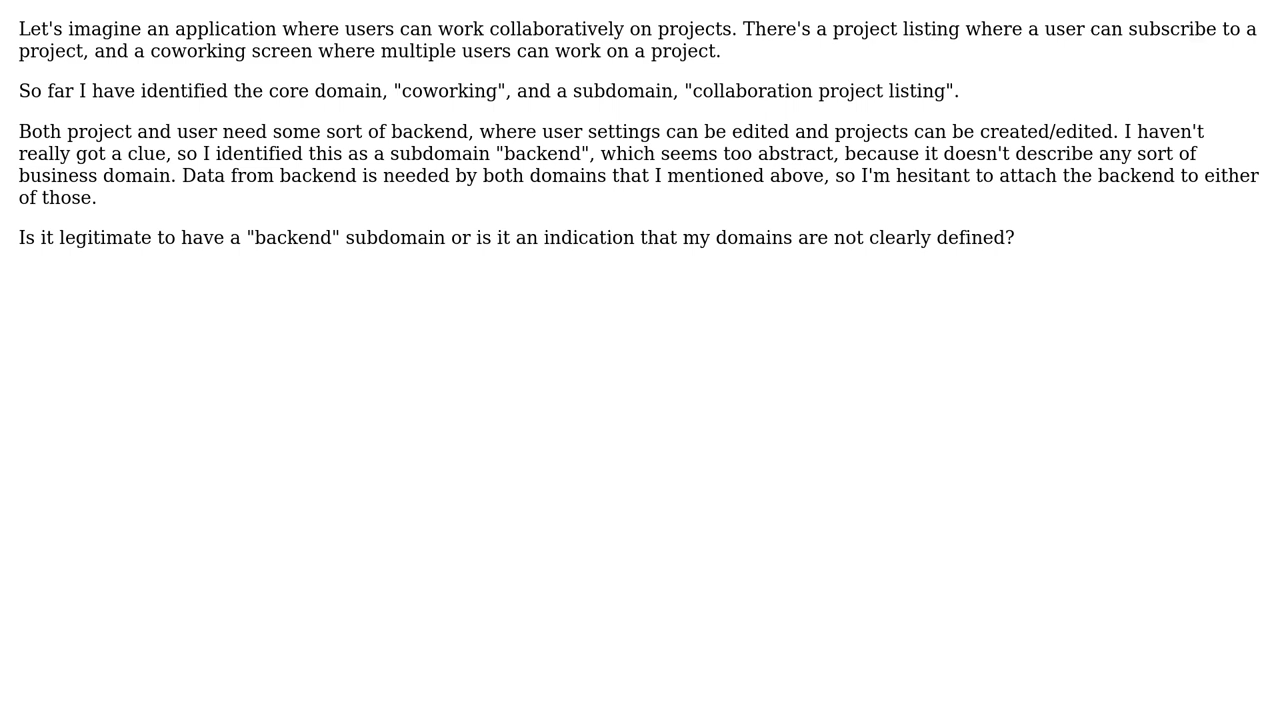 Let's imagine an application where users can work collaboratively on projects. There's a project listing where a user can subscribe to a
project, and a coworking screen where multiple users can work on a project.
So far I have identified the core domain, "coworking", and a subdomain, "collaboration project listing".
Both project and user need some sort of backend, where user settings can be edited and projects can be created/edited. I haven't
really got a clue, so I identified this as a subdomain "backend", which seems too abstract, because it doesn't describe any sort of
business domain. Data from backend is needed by both domains that I mentioned above, so I'm hesitant to attach the backend to either
of those.
Is it legitimate to have a "backend" subdomain or is it an indication that my domains are not clearly defined?